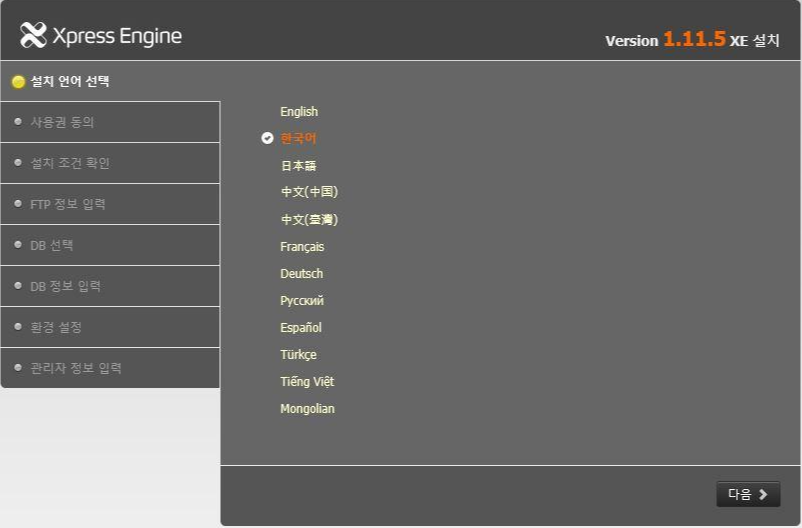 Xpress Engine
Version 1.11.5 XE 설치
설치 언어 선택
사용권 동의
설치 조건 확인
FTP 정보 입력
DB 선택
DB 정보 입력
환경 설정
관리자 정보 입력
English
한국어
日本語
中文(中国)
中文(臺灣)
Français
Deutsch
Русский
Español
Türkçe
Tiếng Việt
Mongolian
다음